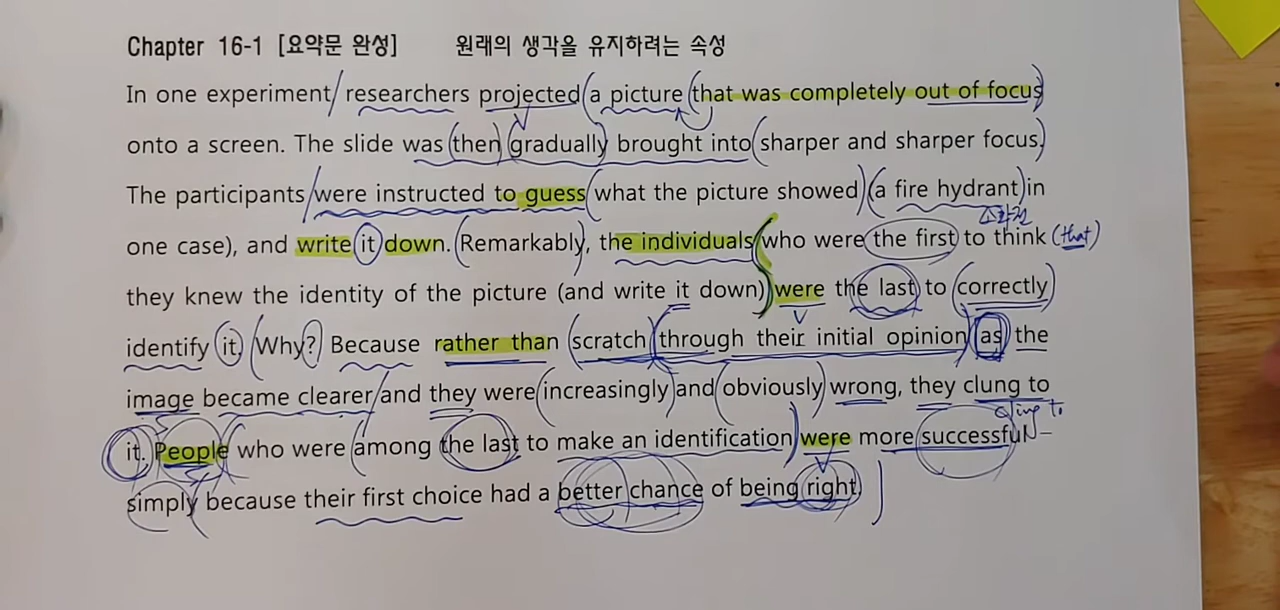 Chapter 16-1 [요약문 완성] 원래의 생각을 유지하려는 속성
In one experiment researchers projected a picture that was completely out of focus
onto a screen. The slide was then gradually brought into sharper and sharper focus.
The participants were instructed to guess what the picture showed (a fire hydrant in
소화전
one case), and write it down. Remarkably, the individuals who were the first to think (that)
they knew the identity of the picture (and write it down) were the last to correctly
identify it. Why? Because rather than scratch through their initial opinion as the
image became clearer and they were increasingly and obviously wrong, they clung to
cling to
it. People who were among the last to make an identification were more successful –
simply because their first choice had a better chance of being right.